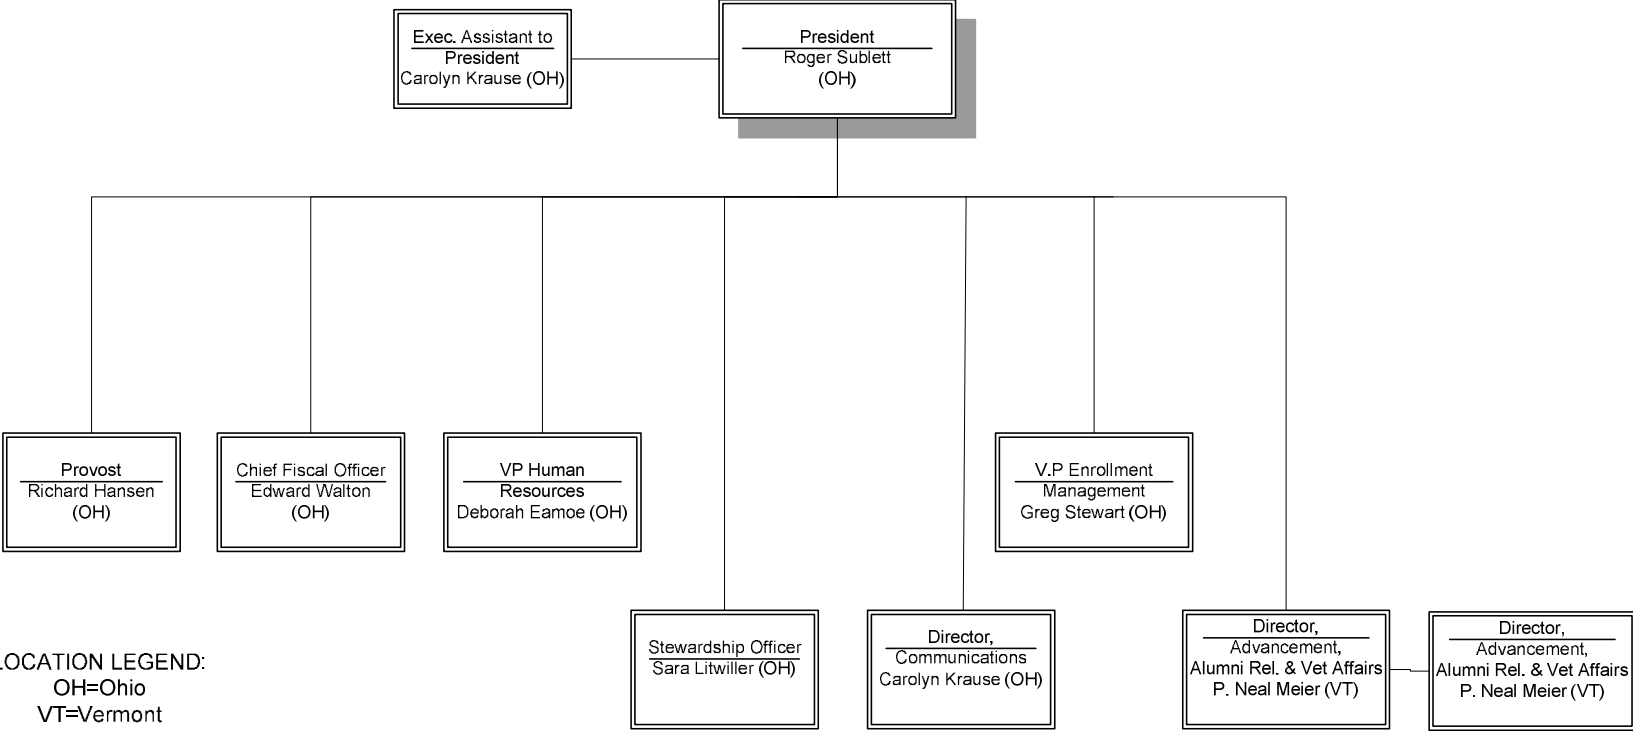 Exec. Assistant to
President
Carolyn Krause (OH)
President
Roger Sublett
(OH)
Provost
Richard Hansen
(OH)
Chief Fiscal Officer
Edward Walton
(OH)
VP Human
Resources
Deborah Eamoe (OH)
V.P Enrollment
Management
Greg Stewart (OH)
Stewardship Officer
Sara Litwiller (OH)
Director,
Communications
Carolyn Krause (OH)
Director,
Advancement,
Alumni Rel. & Vet Affairs
P. Neal Meier (VT)
Director,
Advancement,
Alumni Rel. & Vet Affairs
P. Neal Meier (VT)
LOCATION LEGEND:
OH=Ohio
VT=Vermont